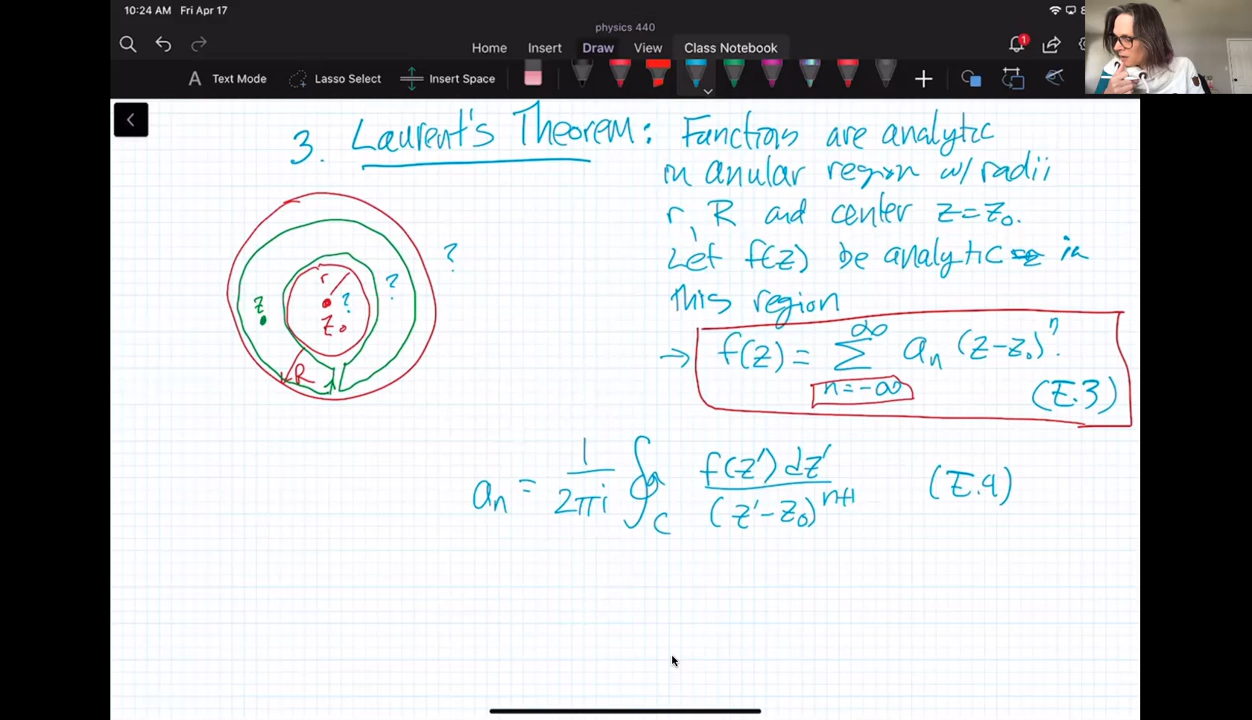 10:24 AM Fri Apr 17
physics 440
Home Insert Draw View Class Notebook
1
A Text Mode Lasso Select Insert Space
3. Laurent's Theorem: Functions are analytic
in anular region w/ radii
r, R and center z=z₀.
Let f(z) be analytic in
this region
→ f(z) = ∑_{n=-∞}^{∞} aₙ (z-z₀)ⁿ.
(E.3)
aₙ = 1/(2πi) ∮_C f(z')dz' / (z'-z₀)^{n+1} (E.4)
?
r ?
z ?
z₀
R